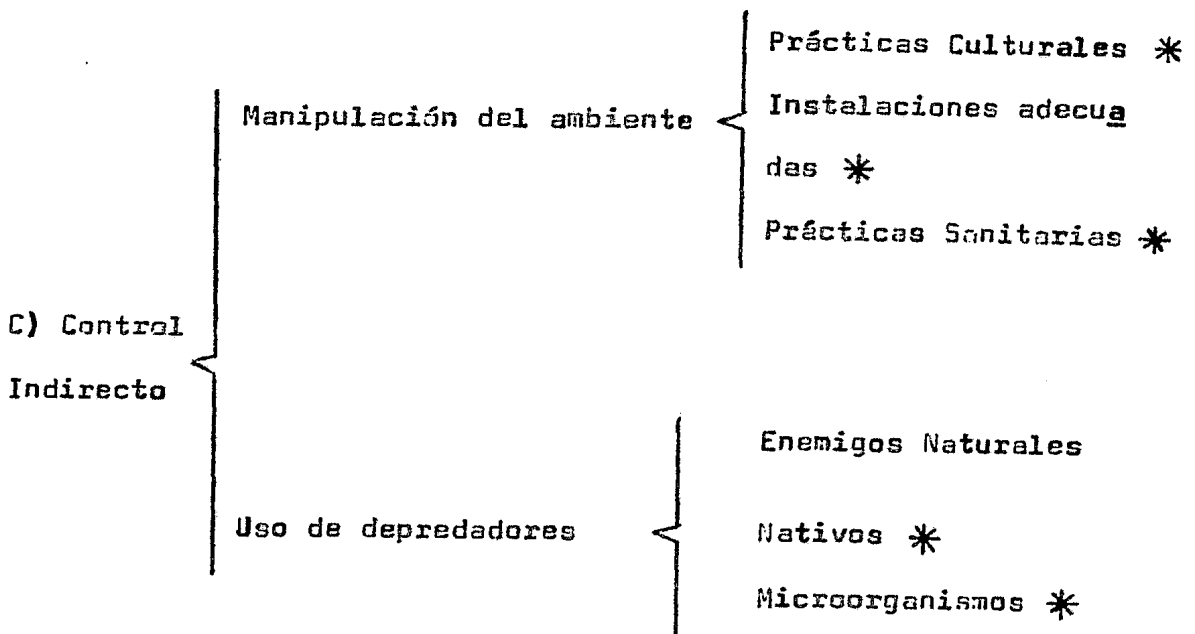 Prácticas Culturales *
Manipulación del ambiente
Instalaciones adecua
das *
Prácticas Sanitarias *
C) Control
Indirecto
Enemigos Naturales
Uso de depredadores
Nativos *
Microorganismos *